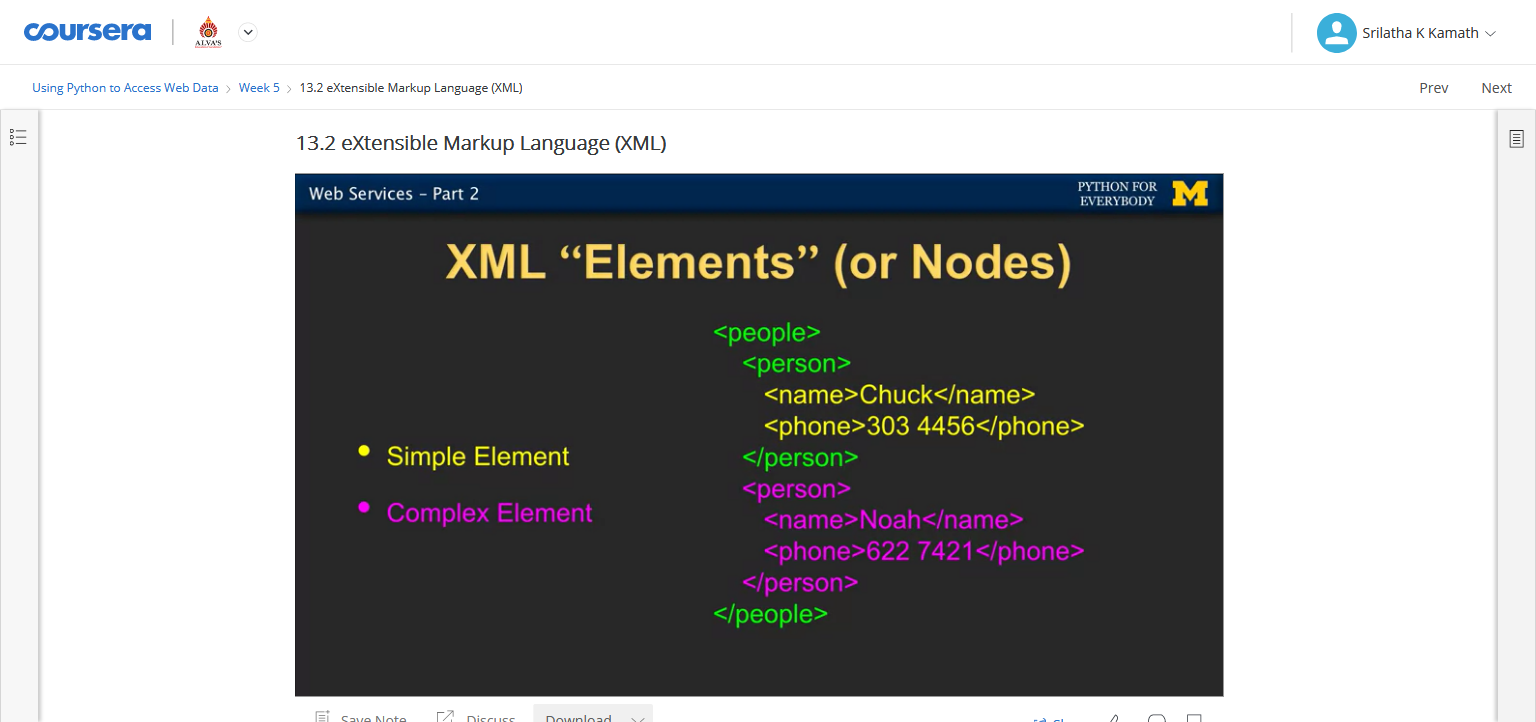 coursera
ALVA'S
Srilatha K Kamath
Using Python to Access Web Data
Week 5
13.2 eXtensible Markup Language (XML)
Prev
Next
13.2 eXtensible Markup Language (XML)
Web Services - Part 2
PYTHON FOR
EVERYBODY
M
XML “Elements” (or Nodes)
<people>
<person>
<name>Chuck</name>
<phone>303 4456</phone>
</person>
<person>
<name>Noah</name>
<phone>622 7421</phone>
</person>
</people>
Simple Element
Complex Element
Save Note
Discuss
Download